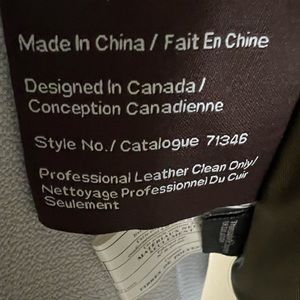 Made In China / Fait En Chine
Designed In Canada /
Conception Canadienne
Style No./ Catalogue 71346
Professional Leather Clean Only/
Nettoyage Professionnel Du Cuir
Seulement